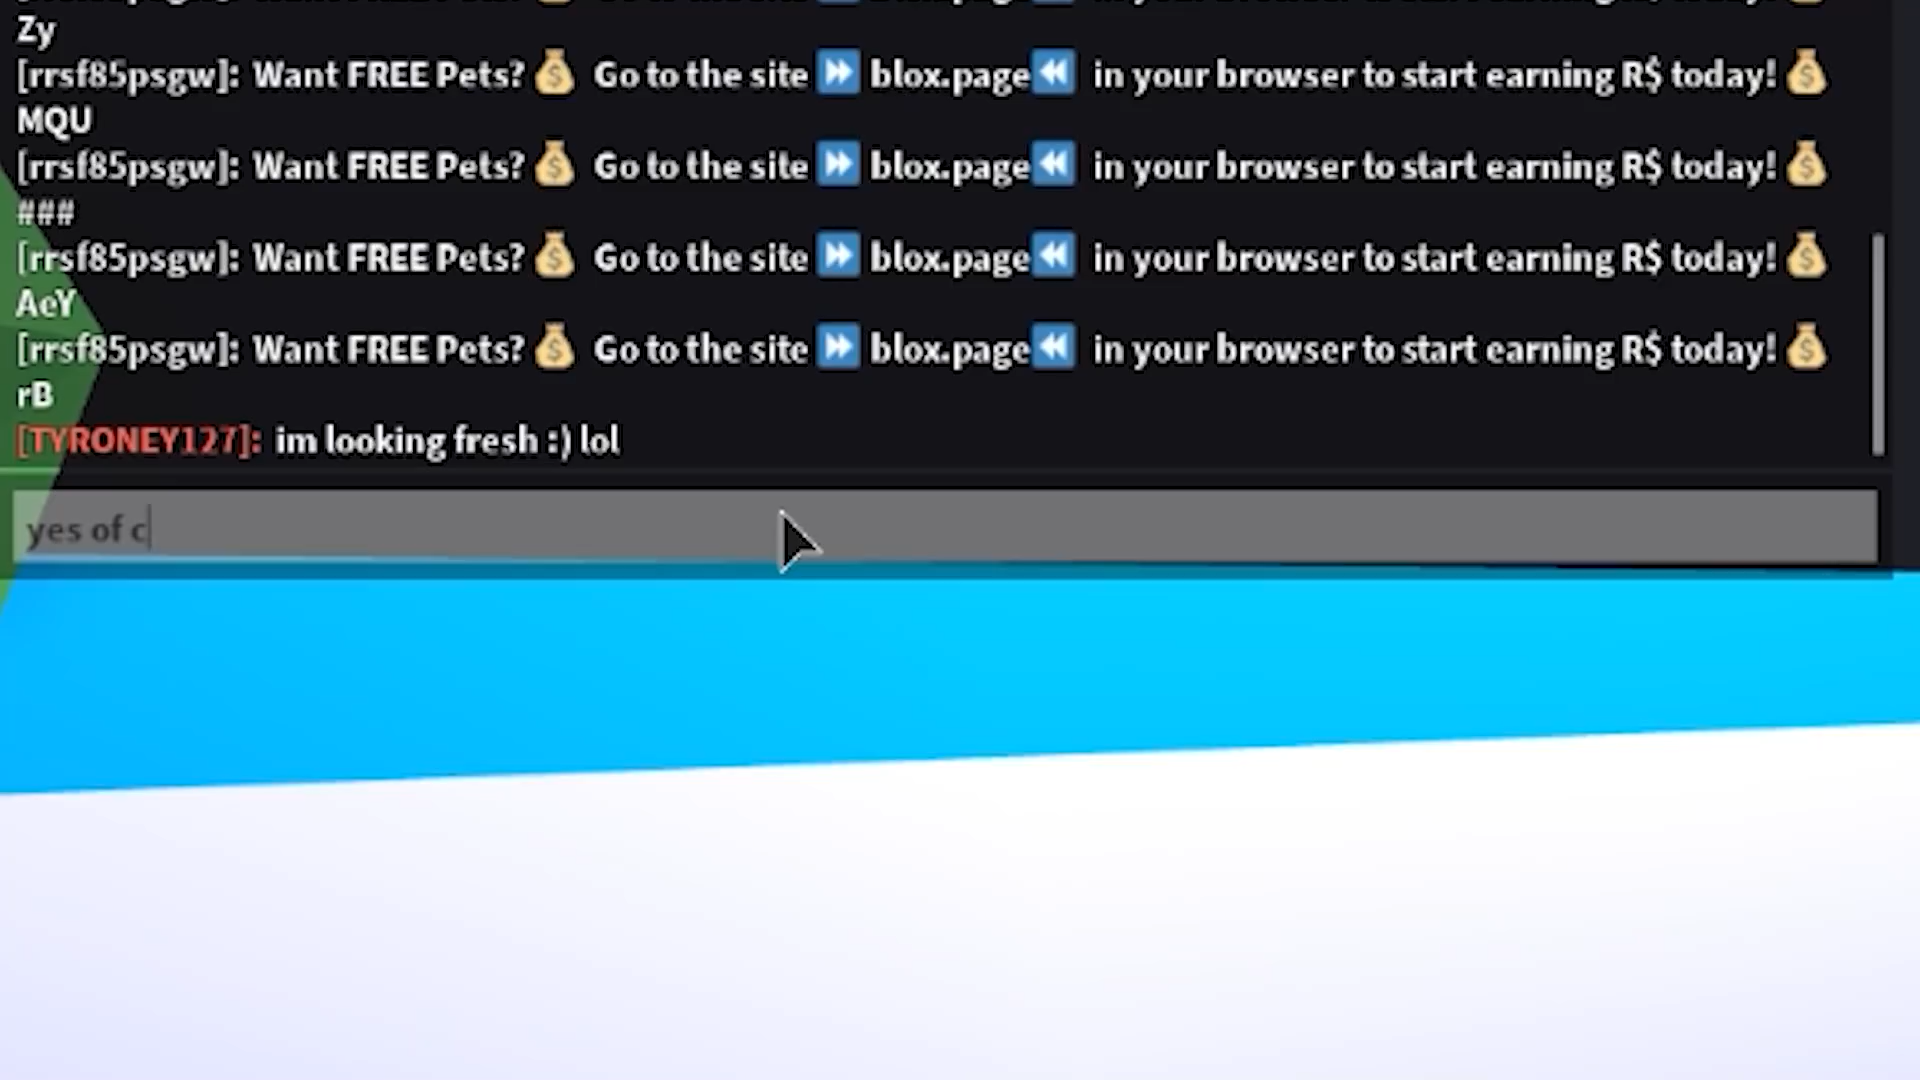 Zy
[rrsf85psgw]: Want FREE Pets?💰 Go to the site ⏩ blox.page⏪ in your browser to start earning R$ today!💰
MQU
[rrsf85psgw]: Want FREE Pets?💰 Go to the site ⏩ blox.page⏪ in your browser to start earning R$ today!💰
###
[rrsf85psgw]: Want FREE Pets?💰 Go to the site ⏩ blox.page⏪ in your browser to start earning R$ today!💰
AeY
[rrsf85psgw]: Want FREE Pets?💰 Go to the site ⏩ blox.page⏪ in your browser to start earning R$ today!💰
rB
[TYRONEY127]: im looking fresh :) lol
yes of c